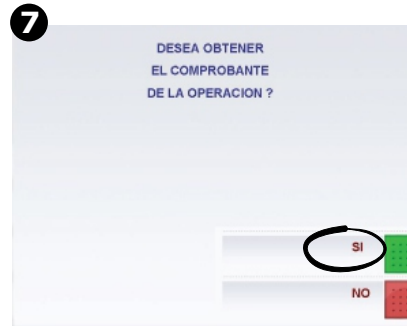 7
DESEA OBTENER
EL COMPROBANTE
DE LA OPERACION ?
SI
NO